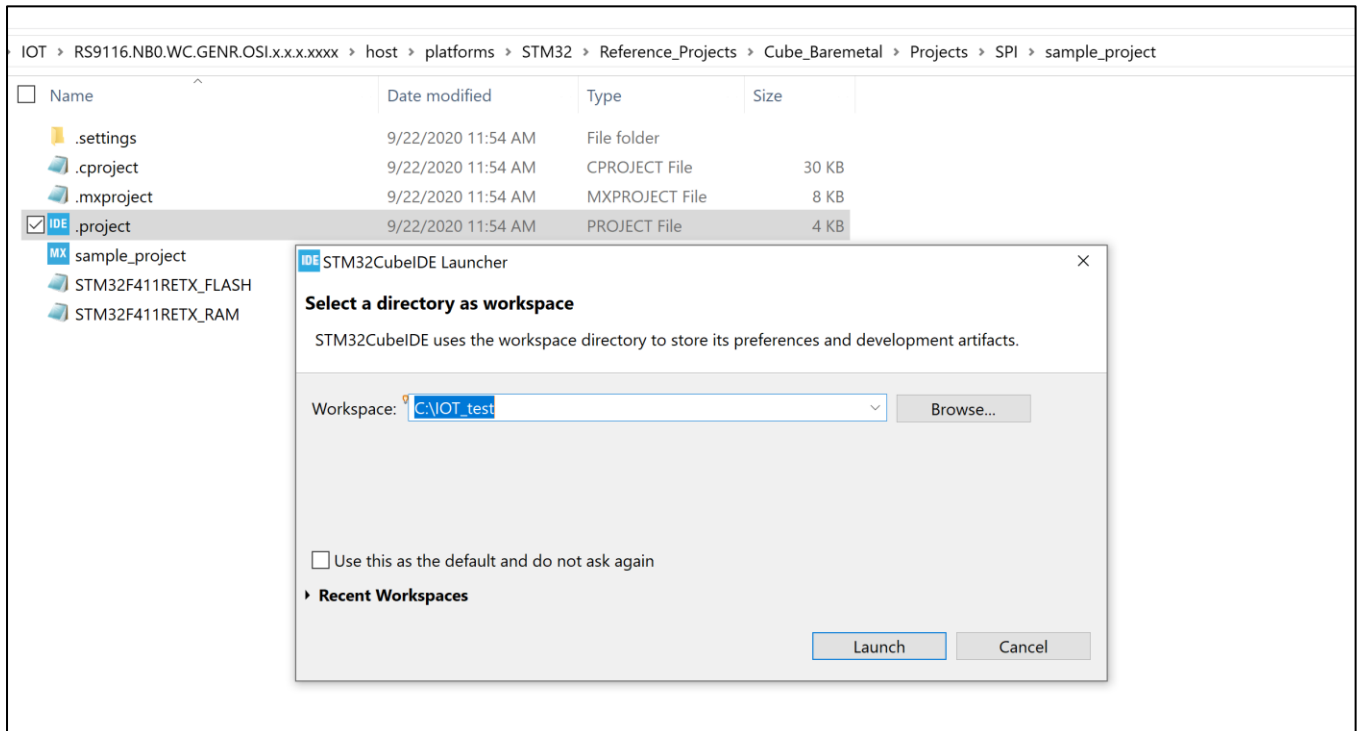 IOT > RS9116.NB0.WC.GENR.OSI.x.x.x.xxxx > host > platforms > STM32 > Reference_Projects > Cube_Baremetal > Projects > SPI > sample_project
Name Date modified Type Size
.settings 9/22/2020 11:54 AM File folder
.cproject 9/22/2020 11:54 AM CPROJECT File 30 KB
.mxproject 9/22/2020 11:54 AM MXPROJECT File 8 KB
IDE .project 9/22/2020 11:54 AM PROJECT File 4 KB
MX sample_project
STM32F411RETX_FLASH
STM32F411RETX_RAM
IDE STM32CubeIDE Launcher
Select a directory as workspace
STM32CubeIDE uses the workspace directory to store its preferences and development artifacts.
Workspace: C:\IOT_test Browse...
Use this as the default and do not ask again
Recent Workspaces
Launch Cancel